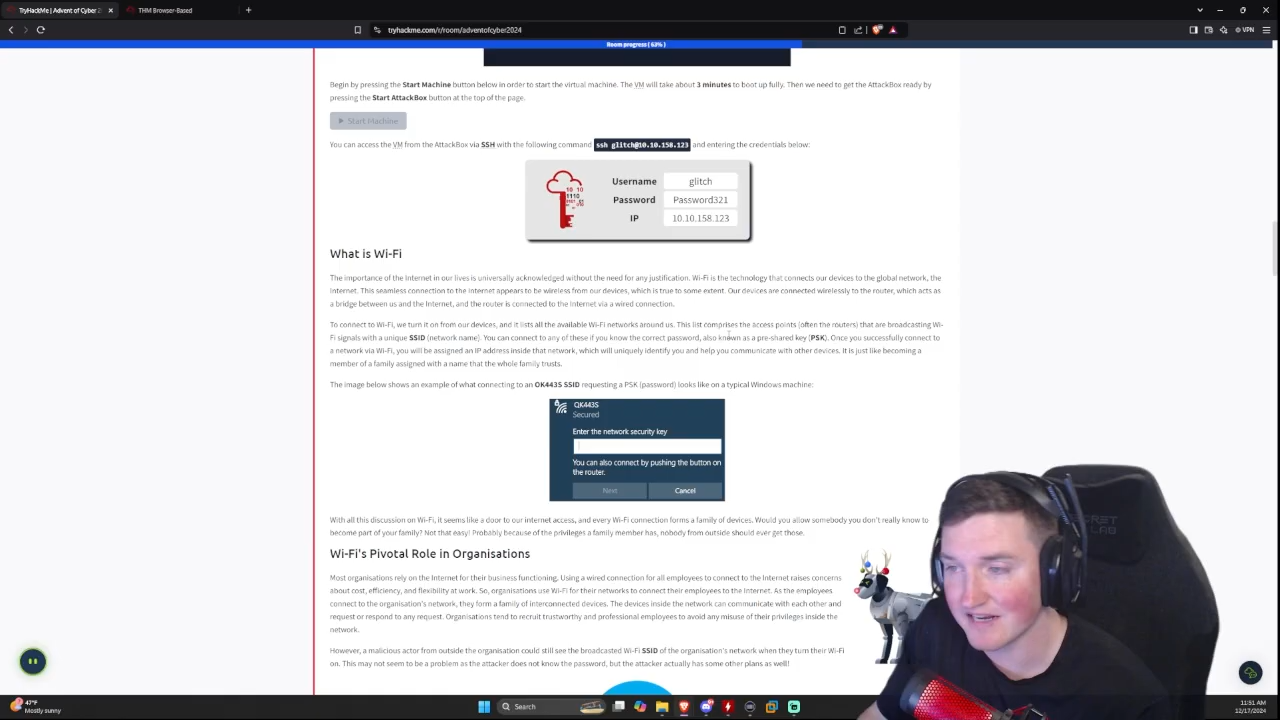 TryHackMe | Advent of Cyber 2
THM Browser-Based
tryhackme.com/r/room/adventofcyber2024
VPN
Room progress ( 63% )
Begin by pressing the Start Machine button below in order to start the virtual machine. The VM will take about 3 minutes to boot up fully. Then we need to get the AttackBox ready by
pressing the Start AttackBox button at the top of the page.
Start Machine
You can access the VM from the AttackBox via SSH with the following command ssh glitch@10.10.158.123 and entering the credentials below:
Username glitch
Password Password321
IP 10.10.158.123
What is Wi-Fi
The importance of the Internet in our lives is universally acknowledged without the need for any justification. Wi-Fi is the technology that connects our devices to the global network, the
Internet. This seamless connection to the Internet appears to be wireless from our devices, which is true to some extent. Our devices are connected wirelessly to the router, which acts as
a bridge between us and the Internet, and the router is connected to the Internet via a wired connection.
To connect to Wi-Fi, we turn it on from our devices, and it lists all the available Wi-Fi networks around us. This list comprises the access points (often the routers) that are broadcasting Wi-
Fi signals with a unique SSID (network name). You can connect to any of these if you know the correct password, also known as a pre-shared key (PSK). Once you successfully connect to
a network via Wi-Fi, you will be assigned an IP address inside that network, which will uniquely identify you and help you communicate with other devices. It is just like becoming a
member of a family assigned with a name that the whole family trusts.
The image below shows an example of what connecting to an OK443S SSID requesting a PSK (password) looks like on a typical Windows machine:
QK443S
Secured
Enter the network security key
You can also connect by pushing the button on
the router.
Next
Cancel
With all this discussion on Wi-Fi, it seems like a door to our internet access, and every Wi-Fi connection forms a family of devices. Would you allow somebody you don't really know to
become part of your family? Not that easy! Probably because of the privileges a family member has, nobody from outside should ever get those.
Wi-Fi's Pivotal Role in Organisations
Most organisations rely on the Internet for their business functioning. Using a wired connection for all employees to connect to the Internet raises concerns
about cost, efficiency, and flexibility at work. So, organisations use Wi-Fi for their networks to connect their employees to the Internet. As the employees
connect to the organisation's network, they form a family of interconnected devices. The devices inside the network can communicate with each other and
request or respond to any request. Organisations tend to recruit trustworthy and professional employees to avoid any misuse of their privileges inside the
network.
However, a malicious actor from outside the organisation could still see the broadcasted Wi-Fi SSID of the organisation's network when they turn their Wi-Fi
on. This may not seem to be a problem as the attacker does not know the password, but the attacker actually has some other plans as well!
47°F
Mostly sunny
Search
11:51 AM
12/17/2024